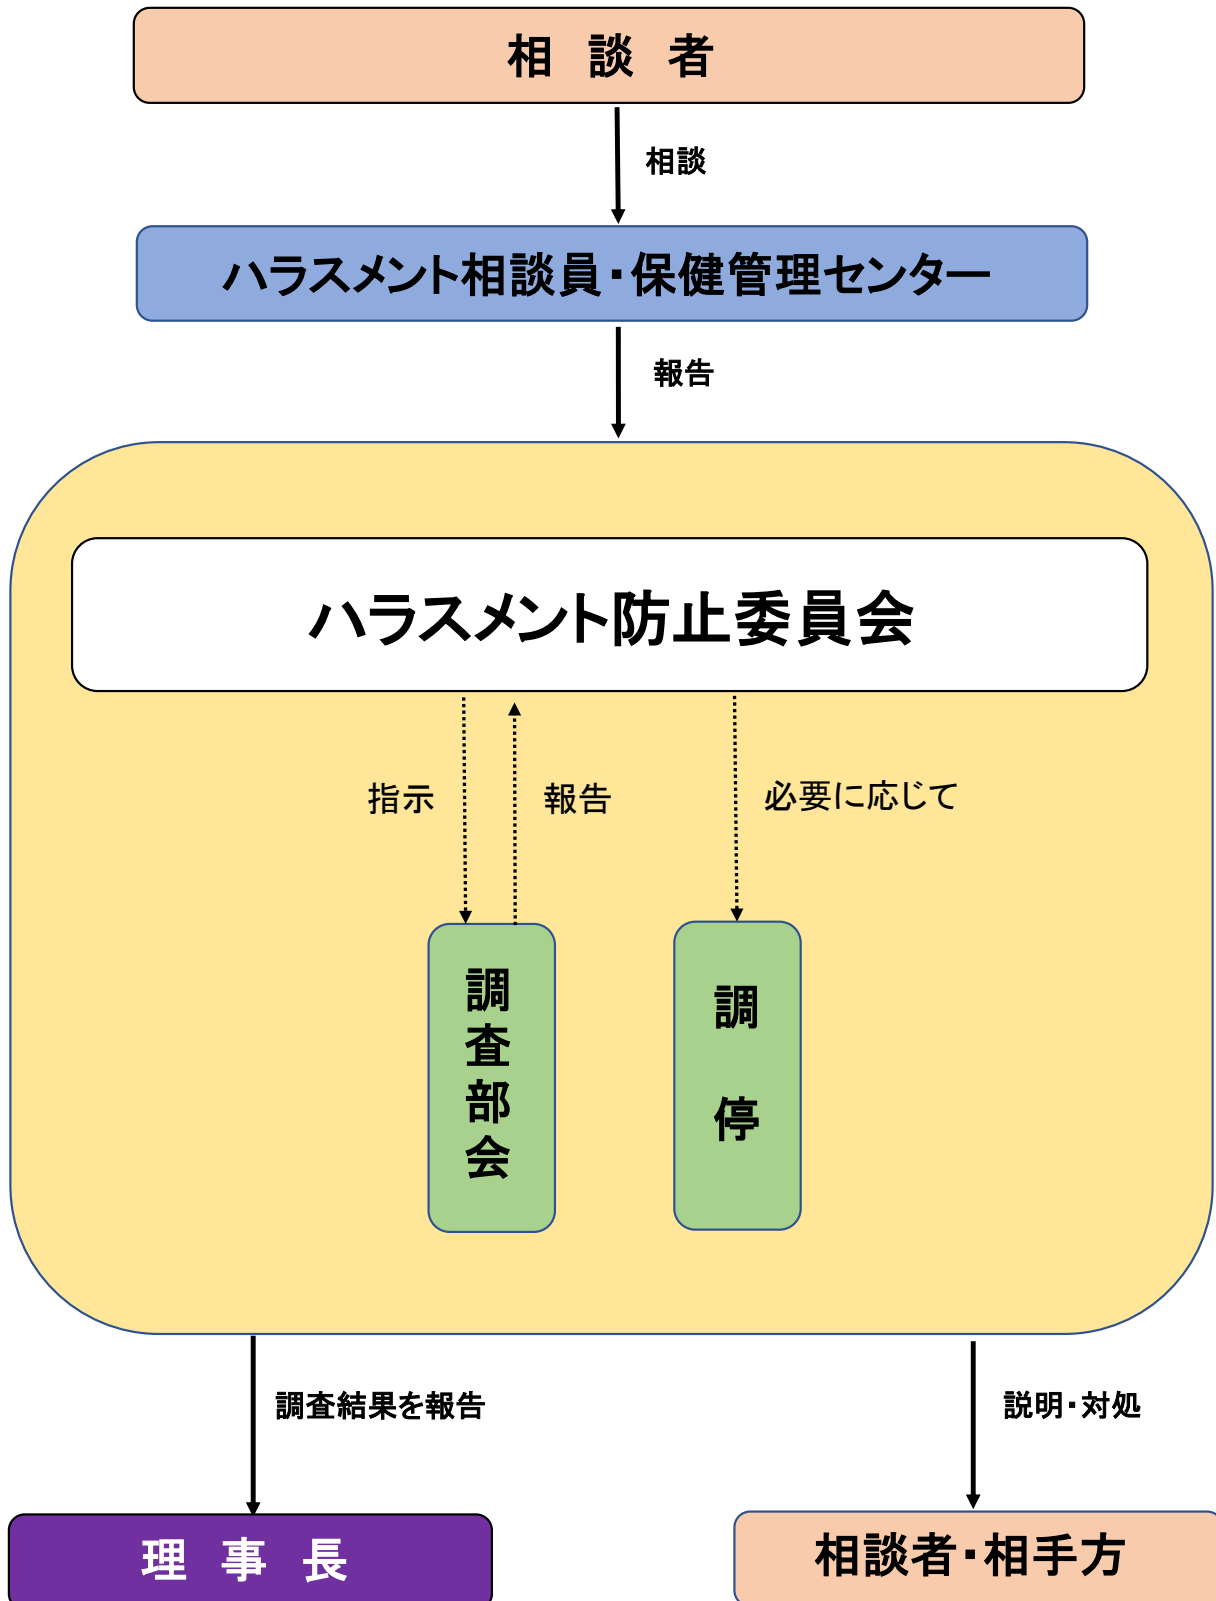 相 談 者
相談
ハラスメント相談員・保健管理センター
報告
ハラスメント防止委員会
指示
報告
必要に応じて
調査部会
調 停
調査結果を報告
説明・対処
理 事 長
相談者・相手方